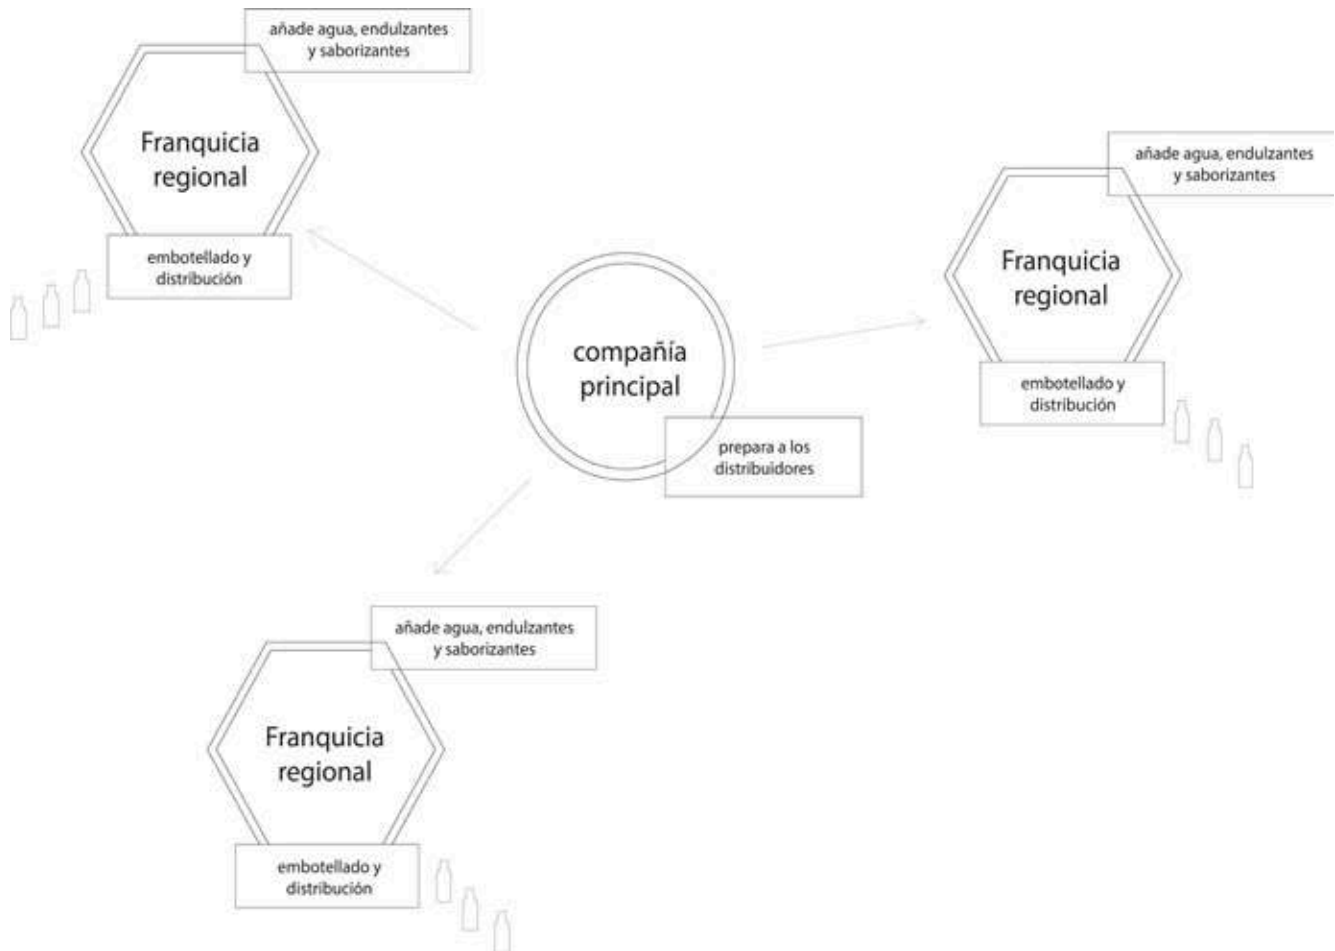 añade agua, endulzantes
y saborizantes
Franquicia
regional
embotellado y
distribución
añade agua, endulzantes
y saborizantes
Franquicia
regional
embotellado y
distribución
compañía
principal
prepara a los
distribuidores
añade agua, endulzantes
y saborizantes
Franquicia
regional
embotellado y
distribución